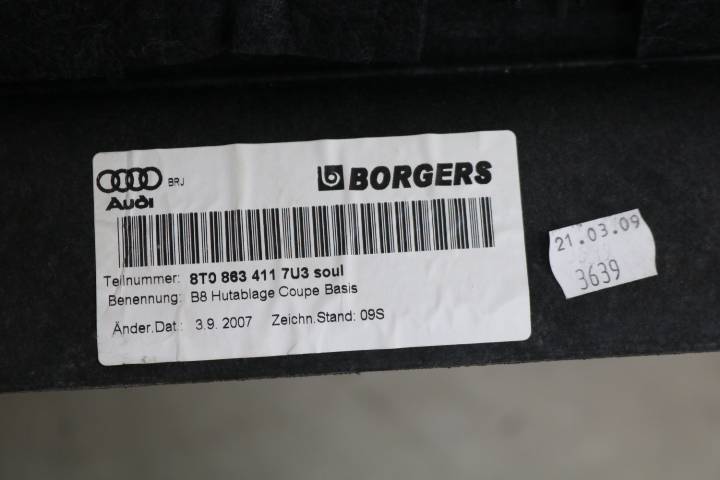 BRJ
Audi
BORGERS
Teilnummer: 8T0 863 411 7U3 soul
Benennung: B8 Hutablage Coupe Basis
Änder.Dat: 3.9.2007 Zeichn.Stand: 09S
21.03.09
3639